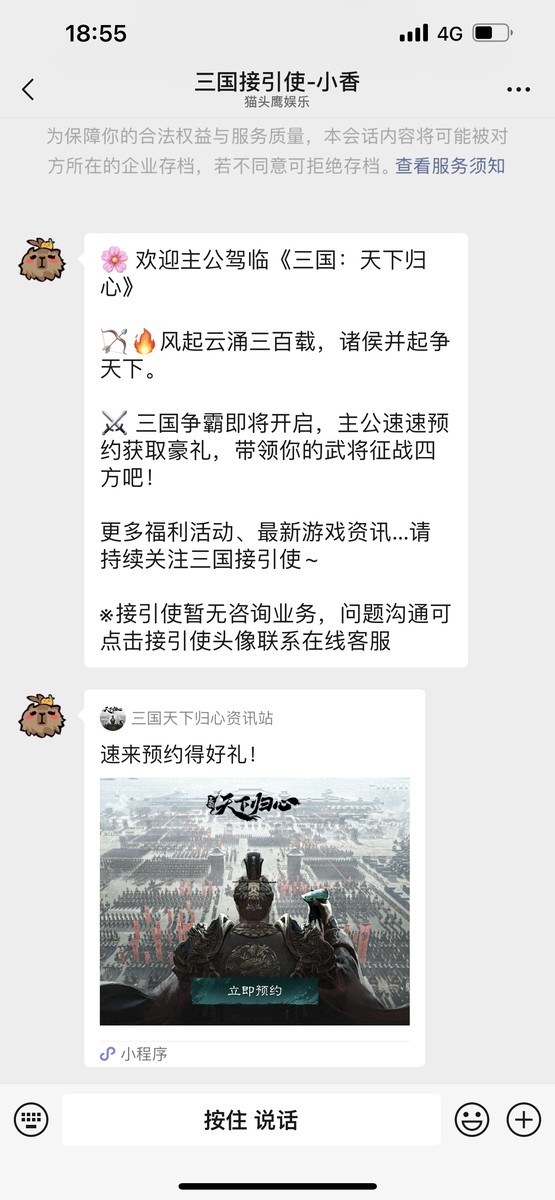 18:55
4G
三国接引使-小香
猫头鹰娱乐
为保障你的合法权益与服务质量，本会话内容将可能被对
方所在的企业存档，若不同意可拒绝存档。查看服务须知
🌸 欢迎主公驾临《三国：天下归
心》
🏹🔥风起云涌三百载，诸侯并起争
天下。
⚔ 三国争霸即将开启，主公速速预
约获取豪礼，带领你的武将征战四
方吧！
更多福利活动、最新游戏资讯...请
持续关注三国接引使~
※接引使暂无咨询业务，问题沟通可
点击接引使头像联系在线客服
三国天下归心资讯站
速来预约得好礼！
天下归心
立即预约
小程序
按住 说话